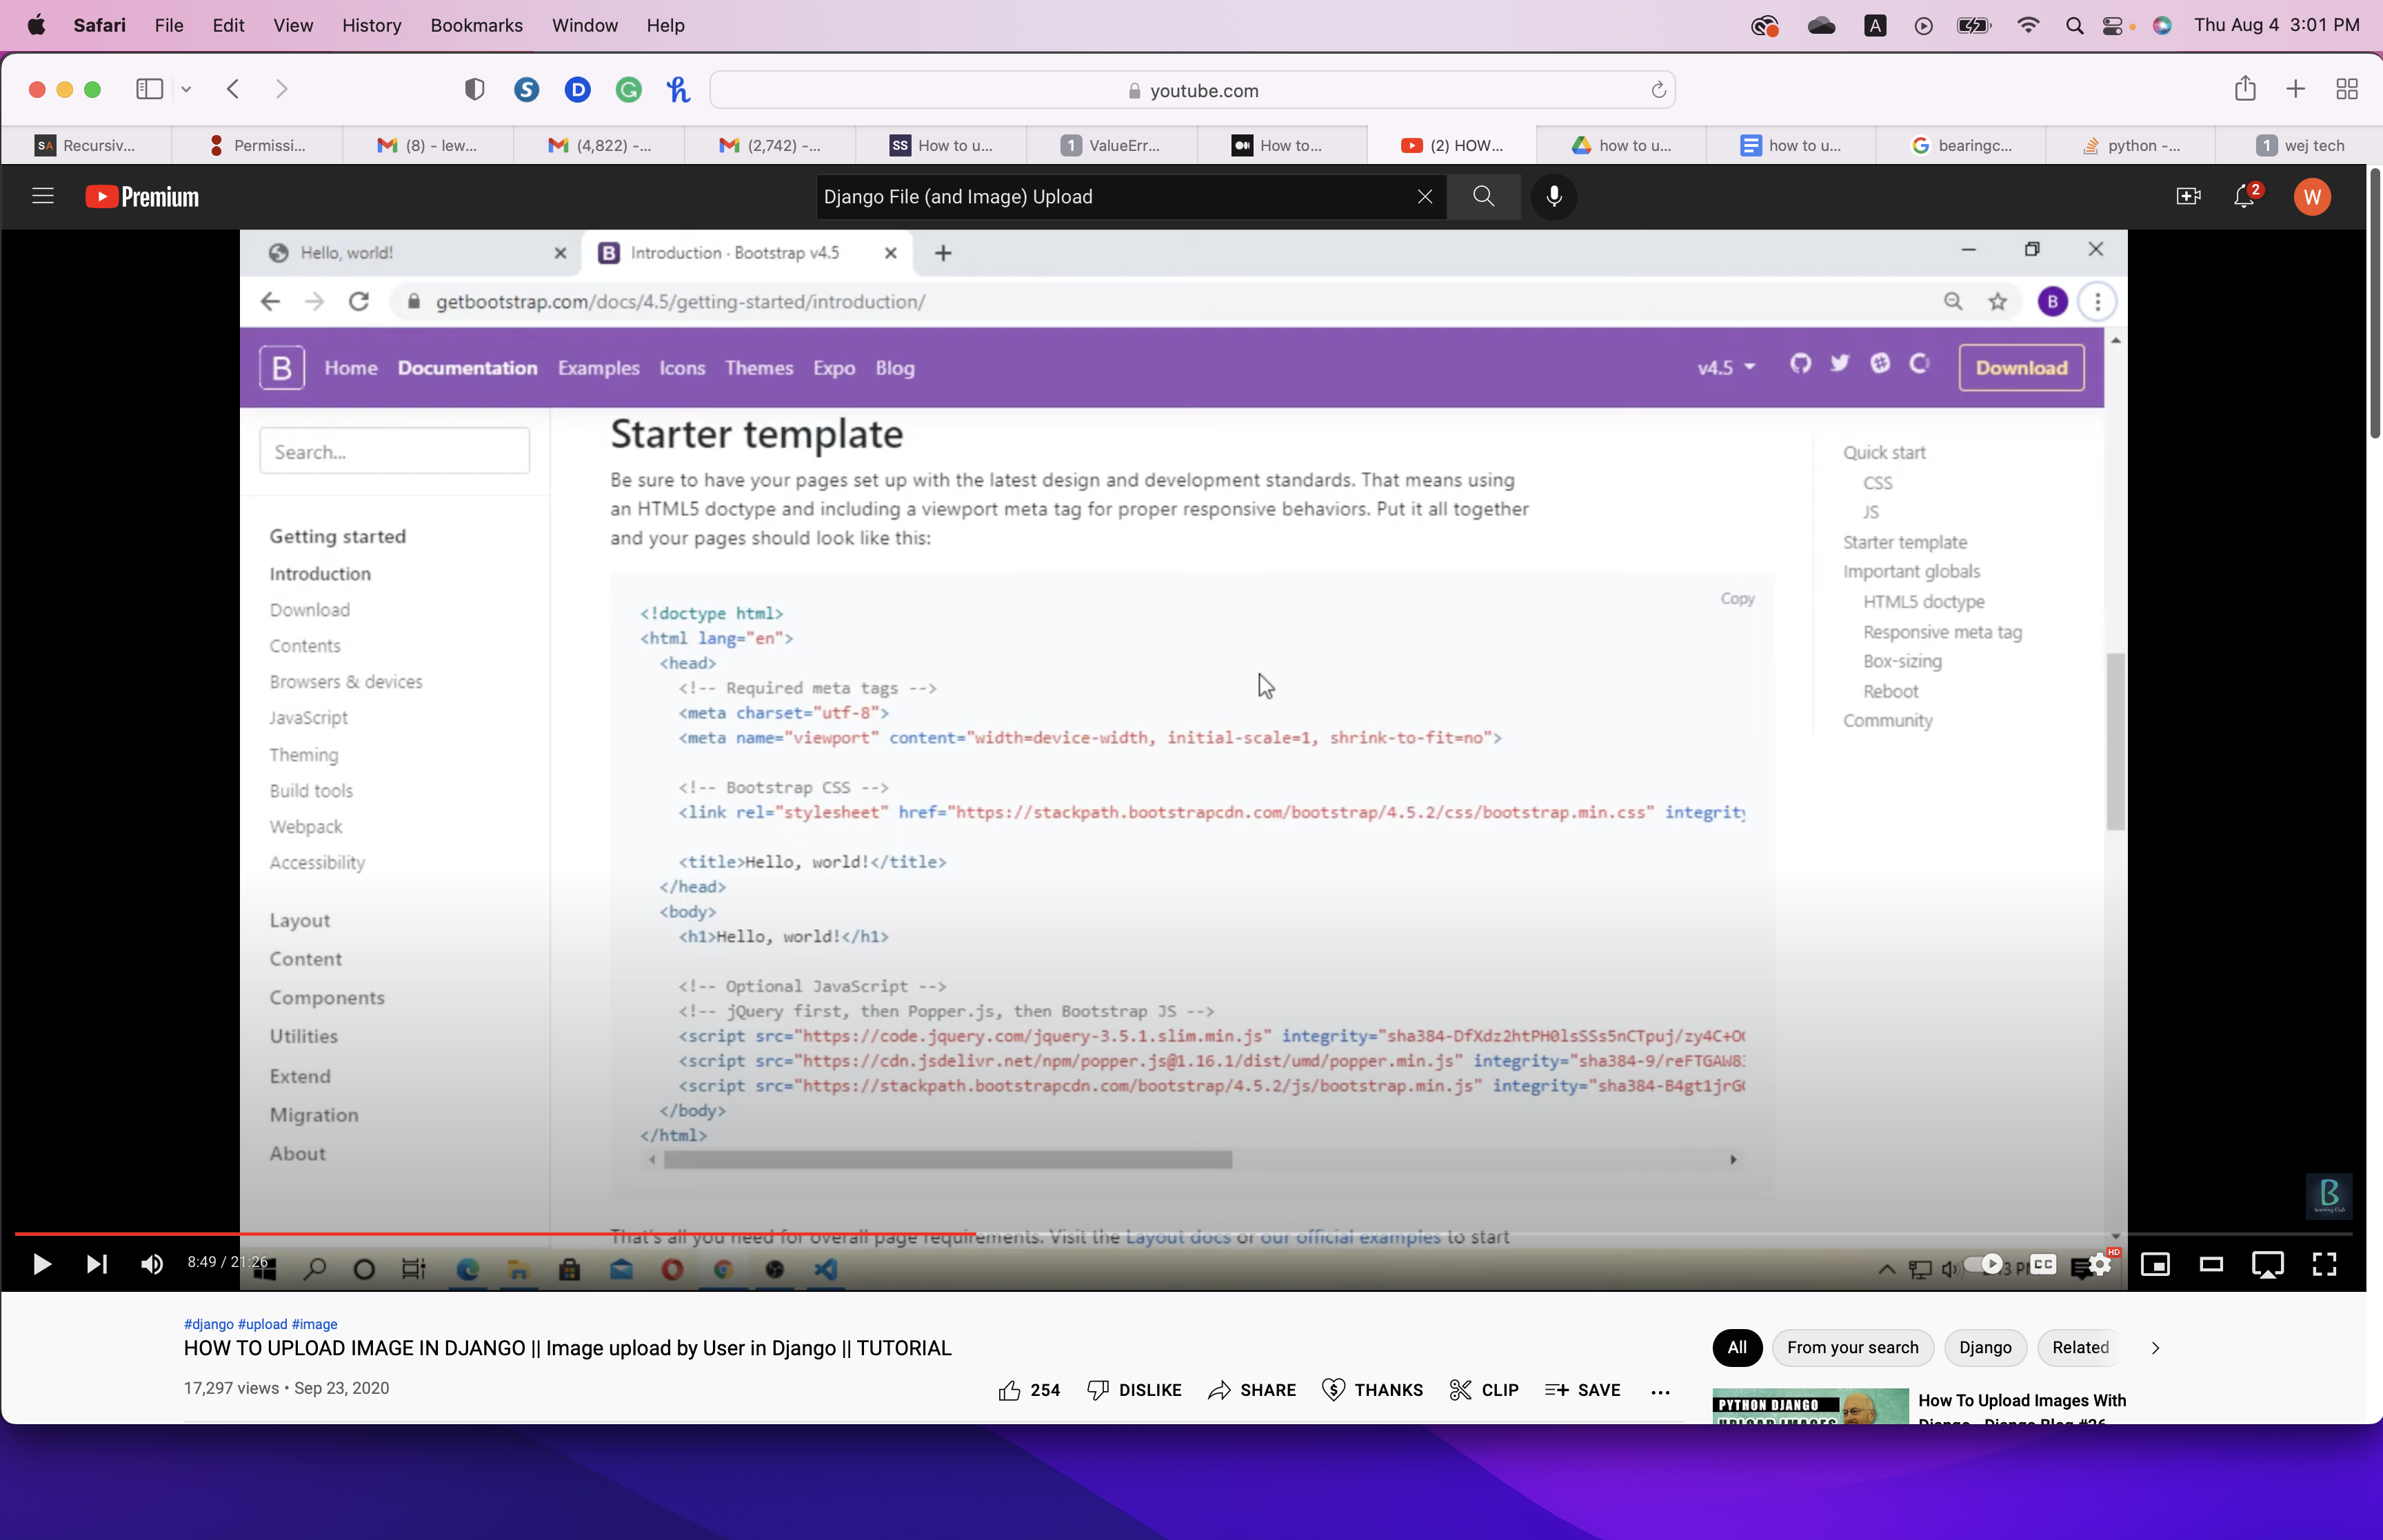 Safari File Edit View History Bookmarks Window Help
A
Thu Aug 4 3:01 PM
youtube.com
SA Recursiv...
Permissi...
(8) - lew...
(4,822) -...
(2,742) -...
SS How to u...
1 ValueErr...
How to...
(2) HOW...
how to u...
how to u...
bearingc...
python -...
1 wej tech
Premium
Django File (and Image) Upload
2
W
Hello, world!
B Introduction · Bootstrap v4.5
getbootstrap.com/docs/4.5/getting-started/introduction/
B
B Home Documentation Examples Icons Themes Expo Blog
v4.5
Download
Search...
Getting started
Introduction
Download
Contents
Browsers & devices
JavaScript
Theming
Build tools
Webpack
Accessibility
Layout
Content
Components
Utilities
Extend
Migration
About
Starter template
Be sure to have your pages set up with the latest design and development standards. That means using
an HTML5 doctype and including a viewport meta tag for proper responsive behaviors. Put it all together
and your pages should look like this:
Copy
<!doctype html>
<html lang="en">
<head>
<!-- Required meta tags -->
<meta charset="utf-8">
<meta name="viewport" content="width=device-width, initial-scale=1, shrink-to-fit=no">
<!-- Bootstrap CSS -->
<link rel="stylesheet" href="https://stackpath.bootstrapcdn.com/bootstrap/4.5.2/css/bootstrap.min.css" integrity
<title>Hello, world!</title>
</head>
<body>
<h1>Hello, world!</h1>
<!-- Optional JavaScript -->
<!-- jQuery first, then Popper.js, then Bootstrap JS -->
<script src="https://code.jquery.com/jquery-3.5.1.slim.min.js" integrity="sha384-DfXdz2htPH0lsSSs5nCTpuj/zy4C+O
<script src="https://cdn.jsdelivr.net/npm/popper.js@1.16.1/dist/umd/popper.min.js" integrity="sha384-9/reFTGAW8
<script src="https://stackpath.bootstrapcdn.com/bootstrap/4.5.2/js/bootstrap.min.js" integrity="sha384-B4gt1jrG
</body>
</html>
That's all you need for overall page requirements. Visit the Layout docs or our official examples to start
Quick start
CSS
JS
Starter template
Important globals
HTML5 doctype
Responsive meta tag
Box-sizing
Reboot
Community
8:49 / 21:26
CC
HD
#django #upload #image
HOW TO UPLOAD IMAGE IN DJANGO || Image upload by User in Django || TUTORIAL
17,297 views • Sep 23, 2020
254 DISLIKE SHARE THANKS CLIP SAVE
All From your search Django Related
PYTHON DJANGO
UPLOAD IMAGES
How To Upload Images With
Django - Django Blog #26